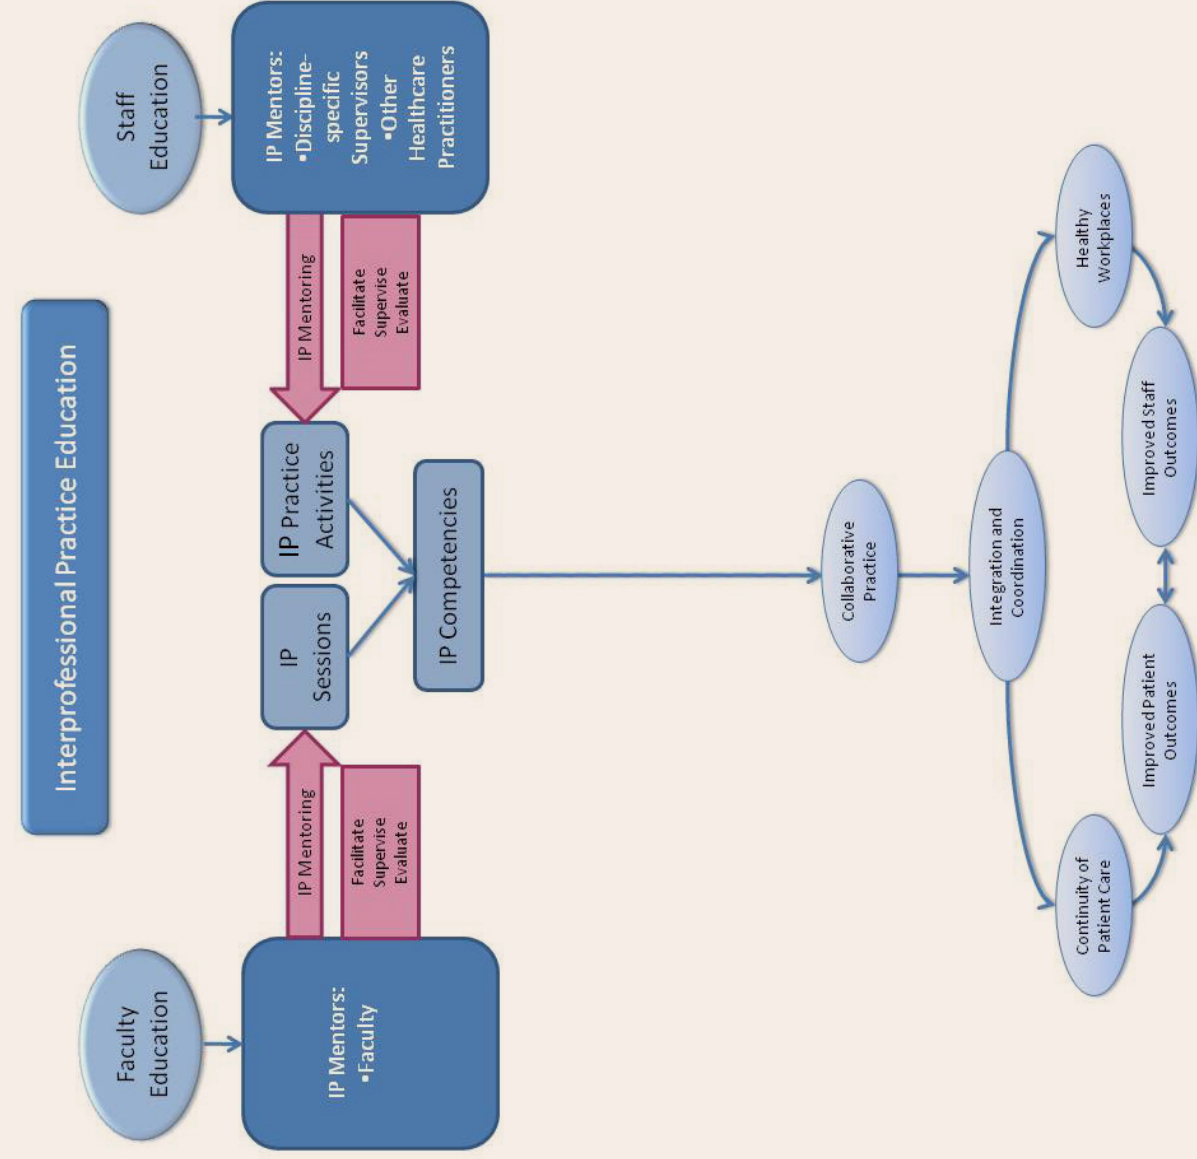 Interprofessional Practice Education
Faculty
Education
Staff
Education
IP Mentors:
•Faculty
IP Mentoring
Facilitate
Supervise
Evaluate
IP
Sessions
IP Practice
Activities
IP Mentoring
Facilitate
Supervise
Evaluate
IP Mentors:
•Discipline-
specific
Supervisors
•Other
Healthcare
Practitioners
IP Competencies
Collaborative
Practice
Integration and
Coordination
Continuity of
Patient Care
Healthy
Workplaces
Improved Patient
Outcomes
Improved Staff
Outcomes